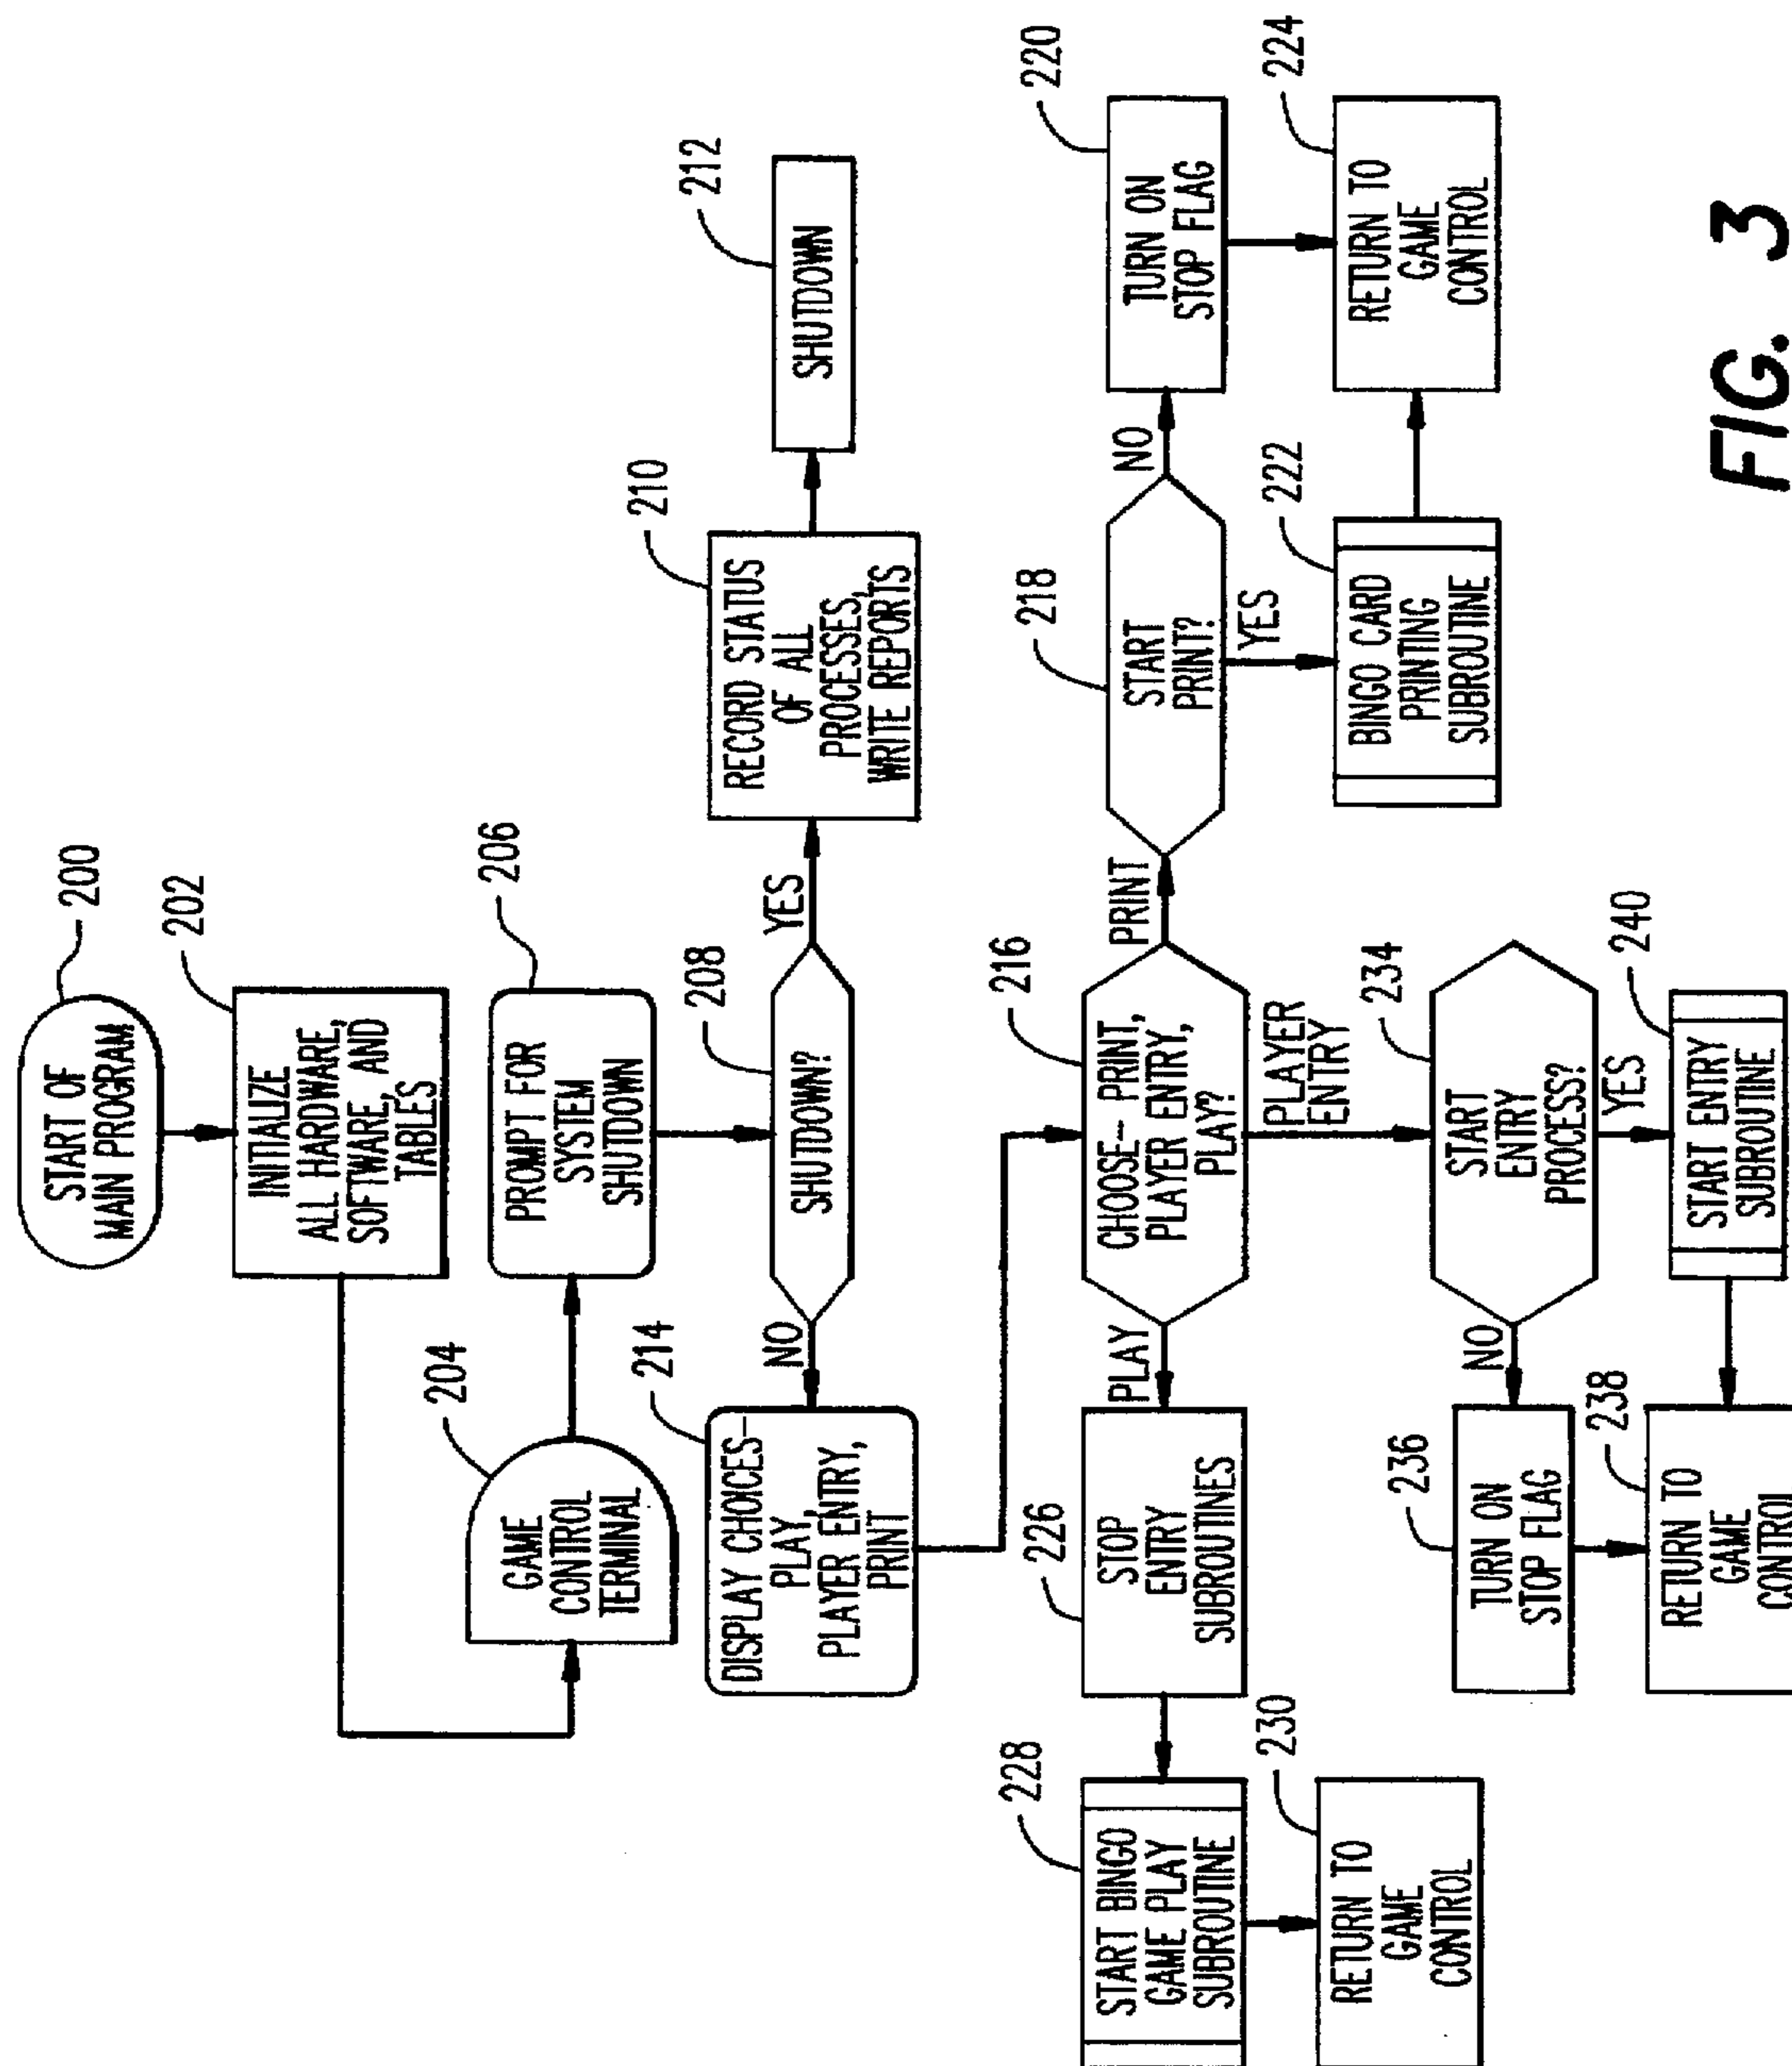 200
START OF
MAIN PROGRAM
202
INITIALIZE
ALL HARDWARE,
SOFTWARE, AND
TABLES
204
GAME
CONTROL
TERMINAL
206
PROMPT FOR
SYSTEM
SHUTDOWN
208
SHUTDOWN?
YES
NO
210
RECORD STATUS
OF ALL
PROCESSES,
WRITE REPORTS
212
SHUTDOWN
214
DISPLAY CHOICES–
PLAY,
PLAYER ENTRY,
PRINT
216
CHOOSE– PRINT,
PLAYER ENTRY,
PLAY?
PRINT
PLAY
PLAYER
ENTRY
218
START
PRINT?
NO
YES
220
TURN ON
STOP FLAG
222
BINGO CARD
PRINTING
SUBROUTINE
224
RETURN TO
GAME
CONTROL
226
STOP
ENTRY
SUBROUTINES
228
START BINGO
GAME PLAY
SUBROUTINE
230
RETURN TO
GAME
CONTROL
234
START
ENTRY
PROCESS?
NO
YES
236
TURN ON
STOP FLAG
238
RETURN TO
GAME
CONTROL
240
START ENTRY
SUBROUTINE
FIG. 3